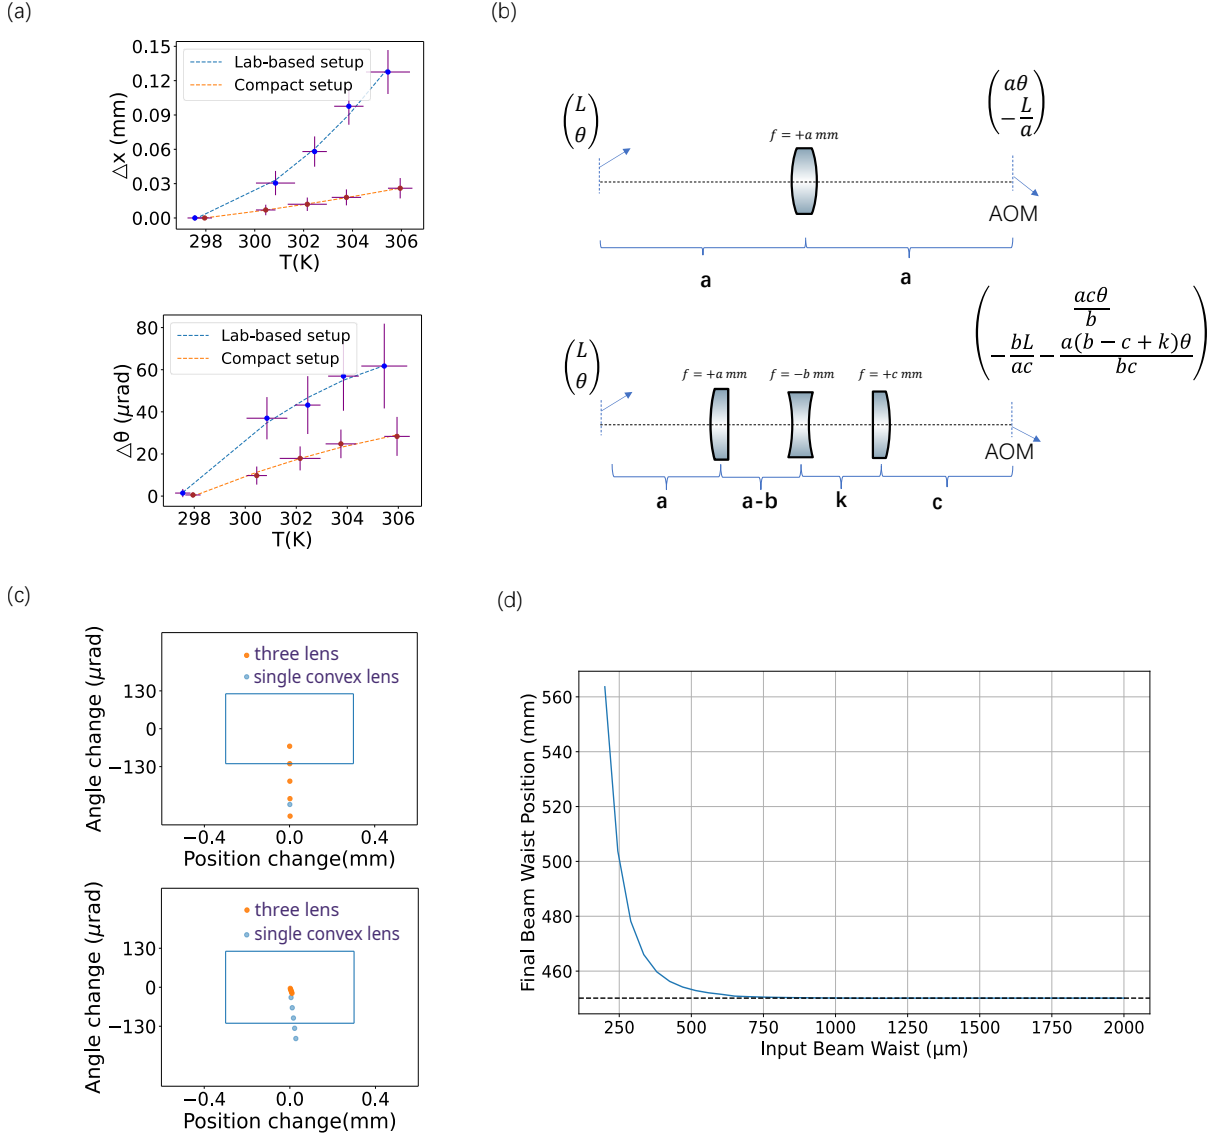 (a)
0.15
0.12
0.09
0.06
0.03
0.00
Δx (mm)
Lab-based setup
Compact setup
298 300 302 304 306
T(K)
80
60
40
20
0
Δθ (μrad)
Lab-based setup
Compact setup
298 300 302 304 306
T(K)
(b)
(L θ)
f = +a mm
(aθ -L/a)
AOM
a a
(L θ)
f = +a mm f = −b mm f = +c mm
(acθ/b -bL/ac - a(b − c + k)θ/bc)
AOM
a a-b k c
(c)
Angle change (μrad)
three lens
single convex lens
130
0
−130
−0.4 0.0 0.4
Position change(mm)
Angle change (μrad)
three lens
single convex lens
130
0
−130
−0.4 0.0 0.4
Position change(mm)
(d)
Final Beam Waist Position (mm)
560
540
520
500
480
460
250 500 750 1000 1250 1500 1750 2000
Input Beam Waist (μm)